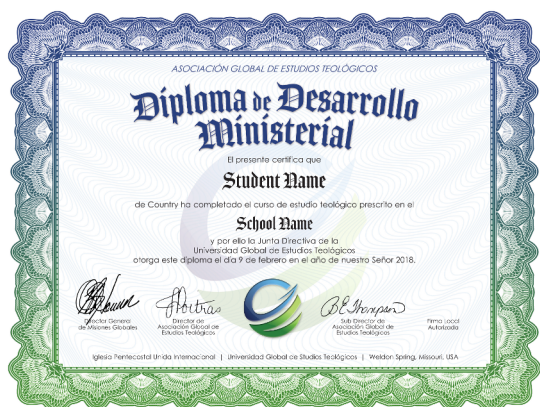 ASOCIACIÓN GLOBAL DE ESTUDIOS TEOLÓGICOS
Diploma de Desarrollo
Ministerial
El presente certifica que
Student Name
de Country ha completado el curso de estudio teológico prescrito en el
School Name
y por ello la Junta Directiva de la
Universidad Global de Estudios Teológicos
otorga este diploma el día 9 de febrero en el año de nuestro Señor 2018.
Director General
de Misiones Globales
Director de
Asociación Global de
Estudios Teológicos
BE Thompson
Sub Director de
Asociación Global de
Estudios Teológicos
Firma Local
Autorizada
Iglesia Pentecostal Unida Internacional | Universidad Global de Studios Teológicos | Weldon Spring, Missouri, USA